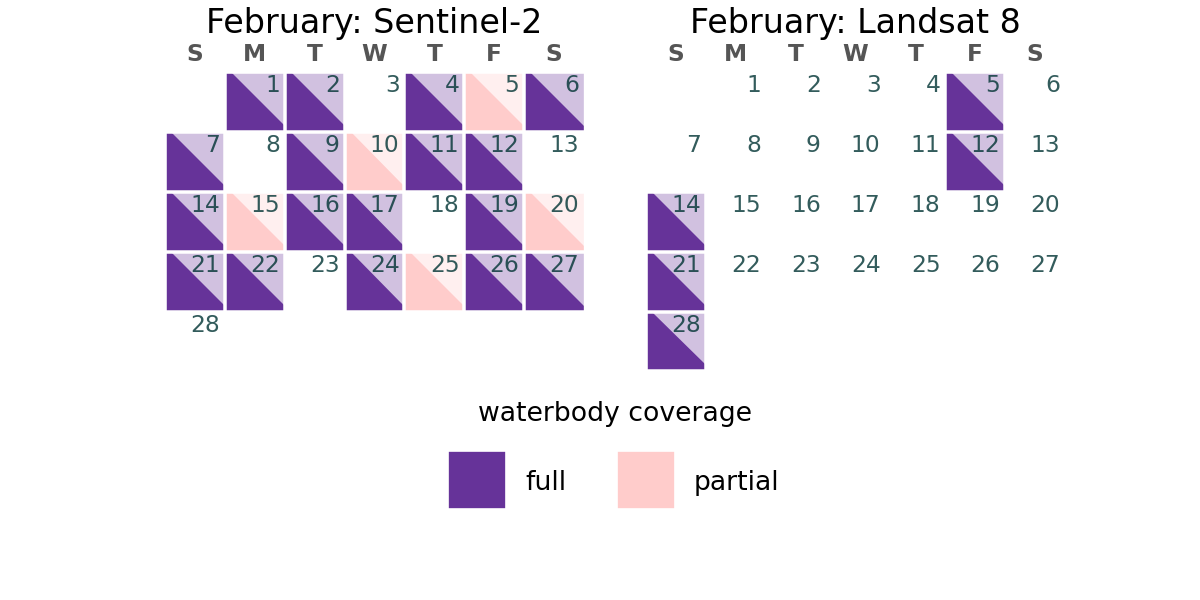 February: Sentinel-2
S M T W T F S
1 2 3 4 5 6
7 8 9 10 11 12 13
14 15 16 17 18 19 20
21 22 23 24 25 26 27
28
February: Landsat 8
S M T W T F S
1 2 3 4 5 6
7 8 9 10 11 12 13
14 15 16 17 18 19 20
21 22 23 24 25 26 27
28
waterbody coverage
full partial